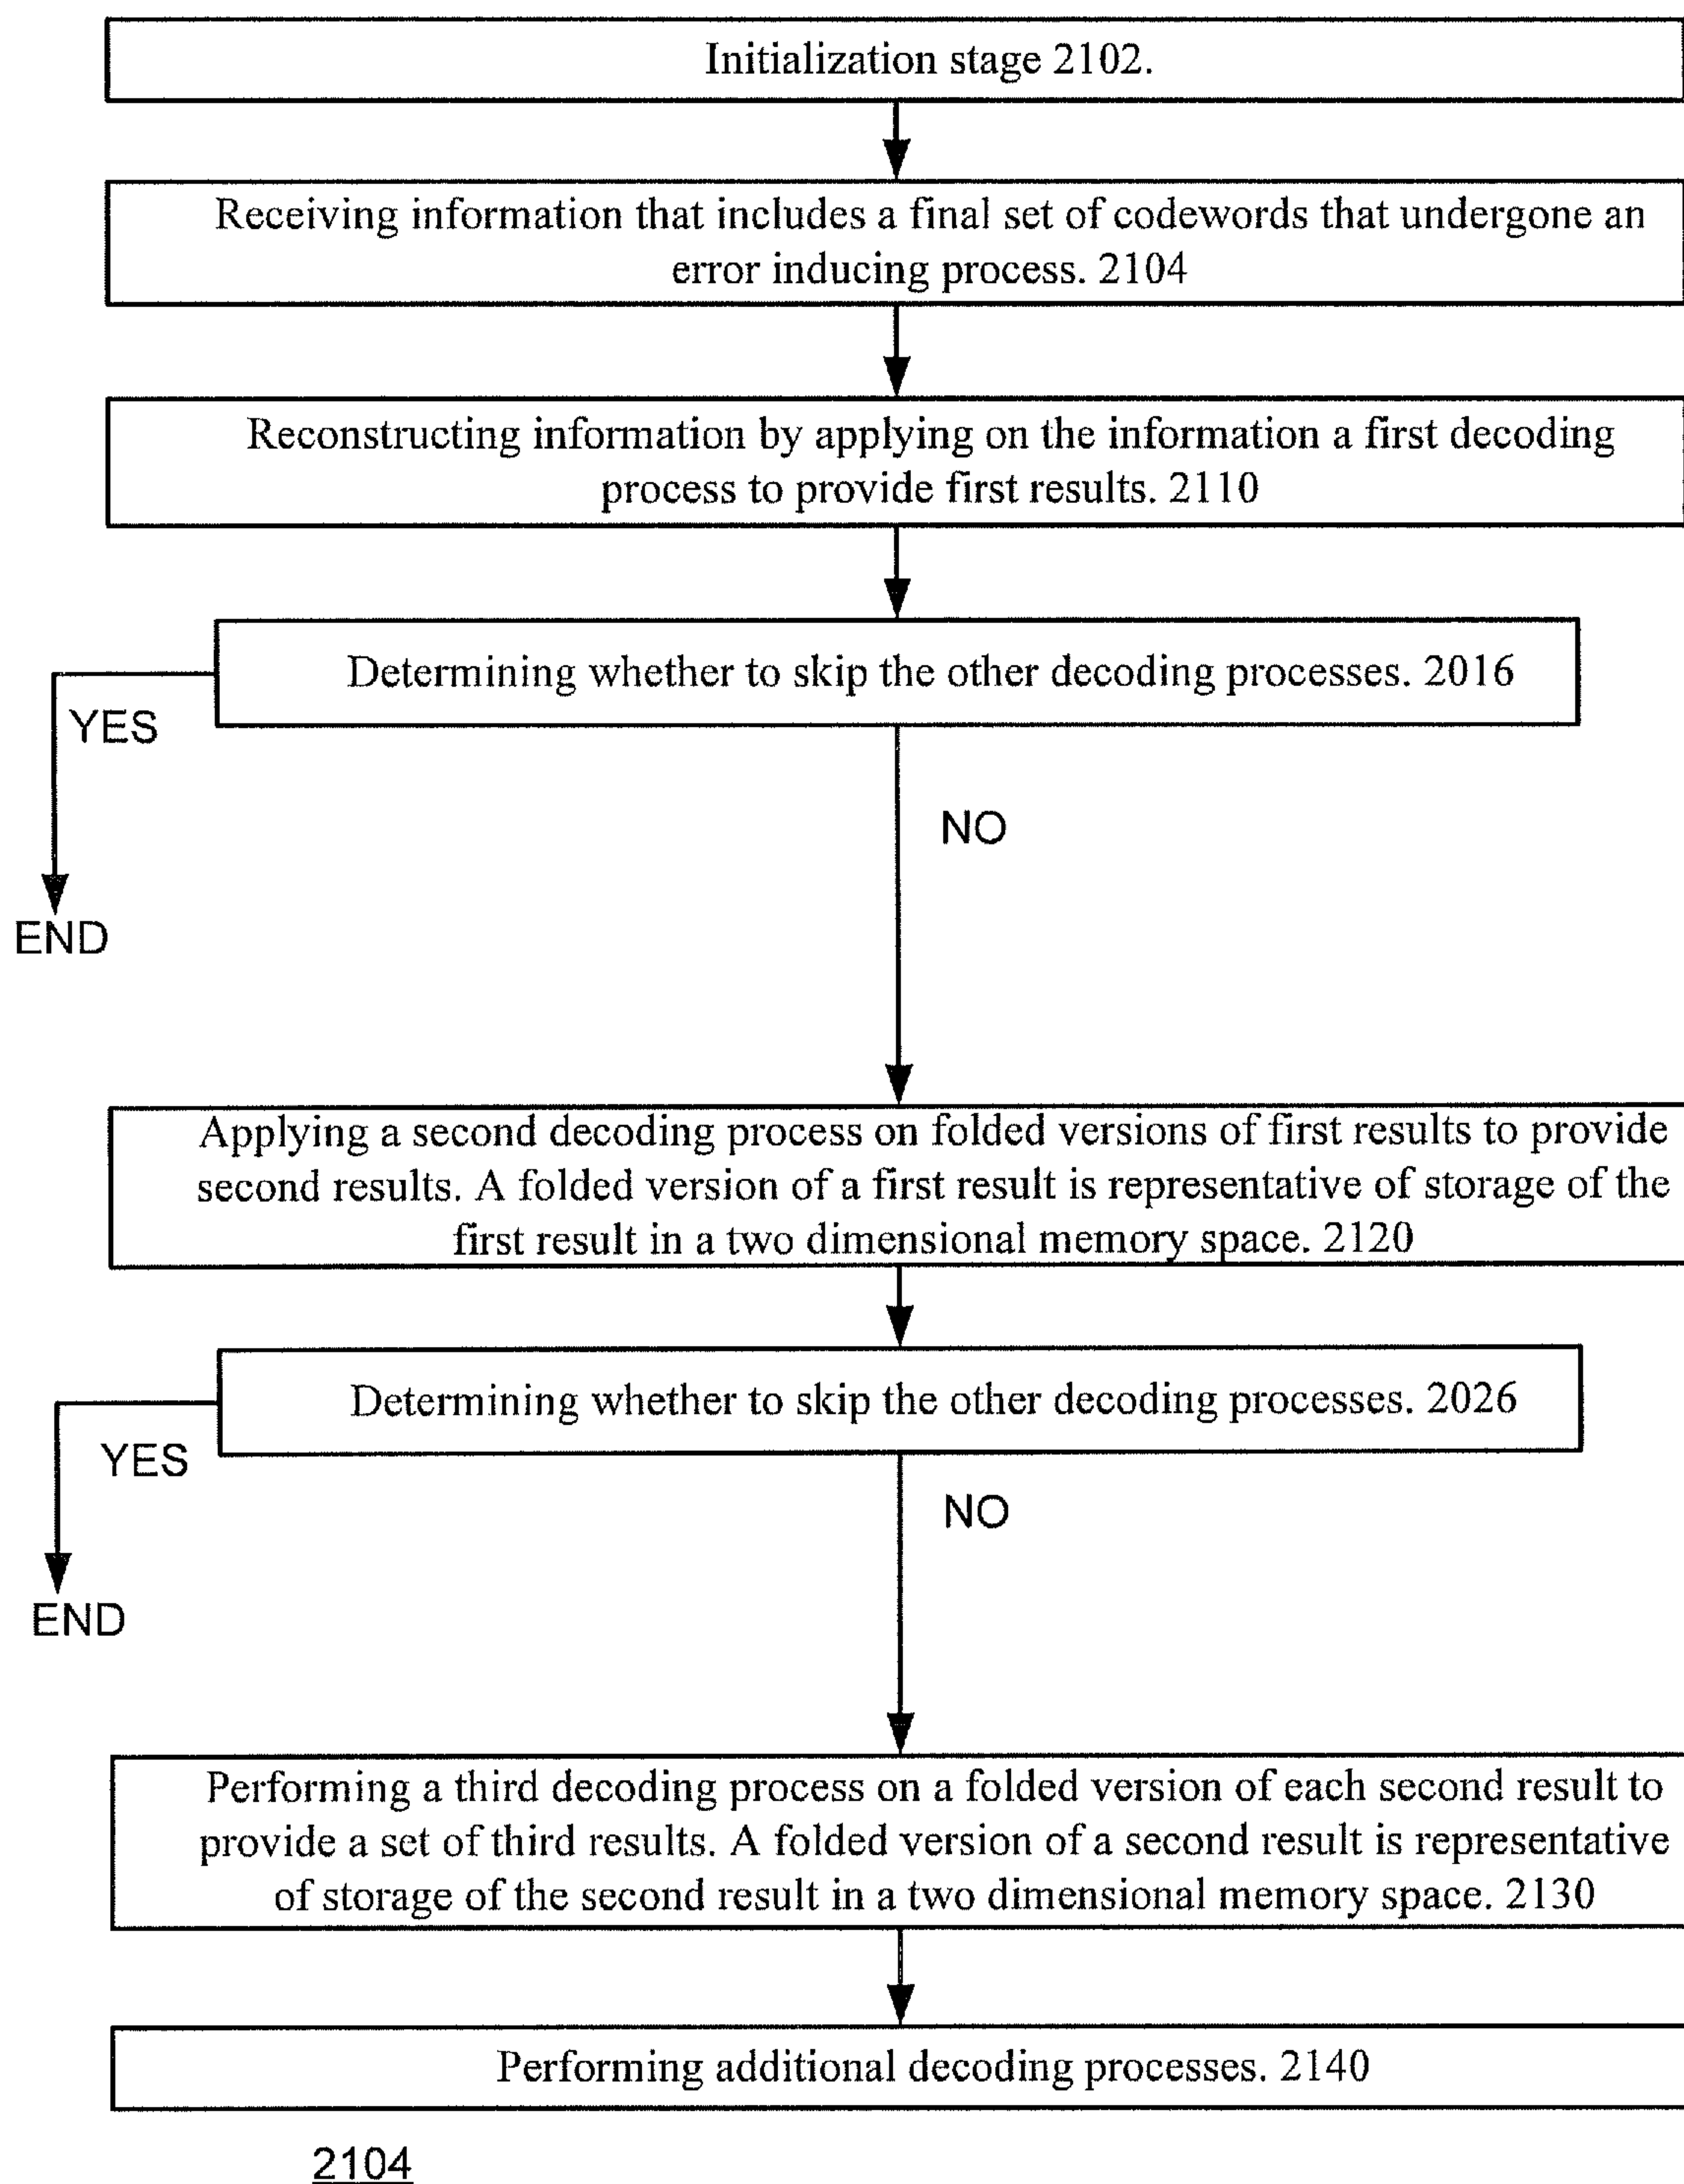 Initialization stage 2102.
Receiving information that includes a final set of codewords that undergone an
error inducing process. 2104
Reconstructing information by applying on the information a first decoding
process to provide first results. 2110
Determining whether to skip the other decoding processes. 2016
YES
NO
END
Applying a second decoding process on folded versions of first results to provide
second results. A folded version of a first result is representative of storage of the
first result in a two dimensional memory space. 2120
Determining whether to skip the other decoding processes. 2026
YES
NO
END
Performing a third decoding process on a folded version of each second result to
provide a set of third results. A folded version of a second result is representative
of storage of the second result in a two dimensional memory space. 2130
Performing additional decoding processes. 2140
2104